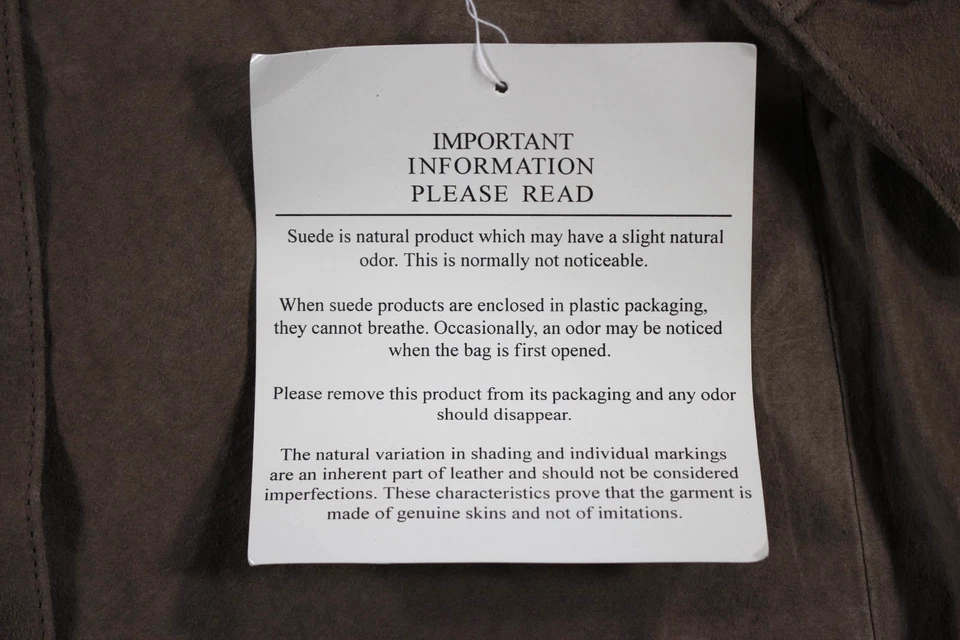 IMPORTANT
INFORMATION
PLEASE READ
Suede is natural product which may have a slight natural
odor. This is normally not noticeable.
When suede products are enclosed in plastic packaging,
they cannot breathe. Occasionally, an odor may be noticed
when the bag is first opened.
Please remove this product from its packaging and any odor
should disappear.
The natural variation in shading and individual markings
are an inherent part of leather and should not be considered
imperfections. These characteristics prove that the garment is
made of genuine skins and not of imitations.